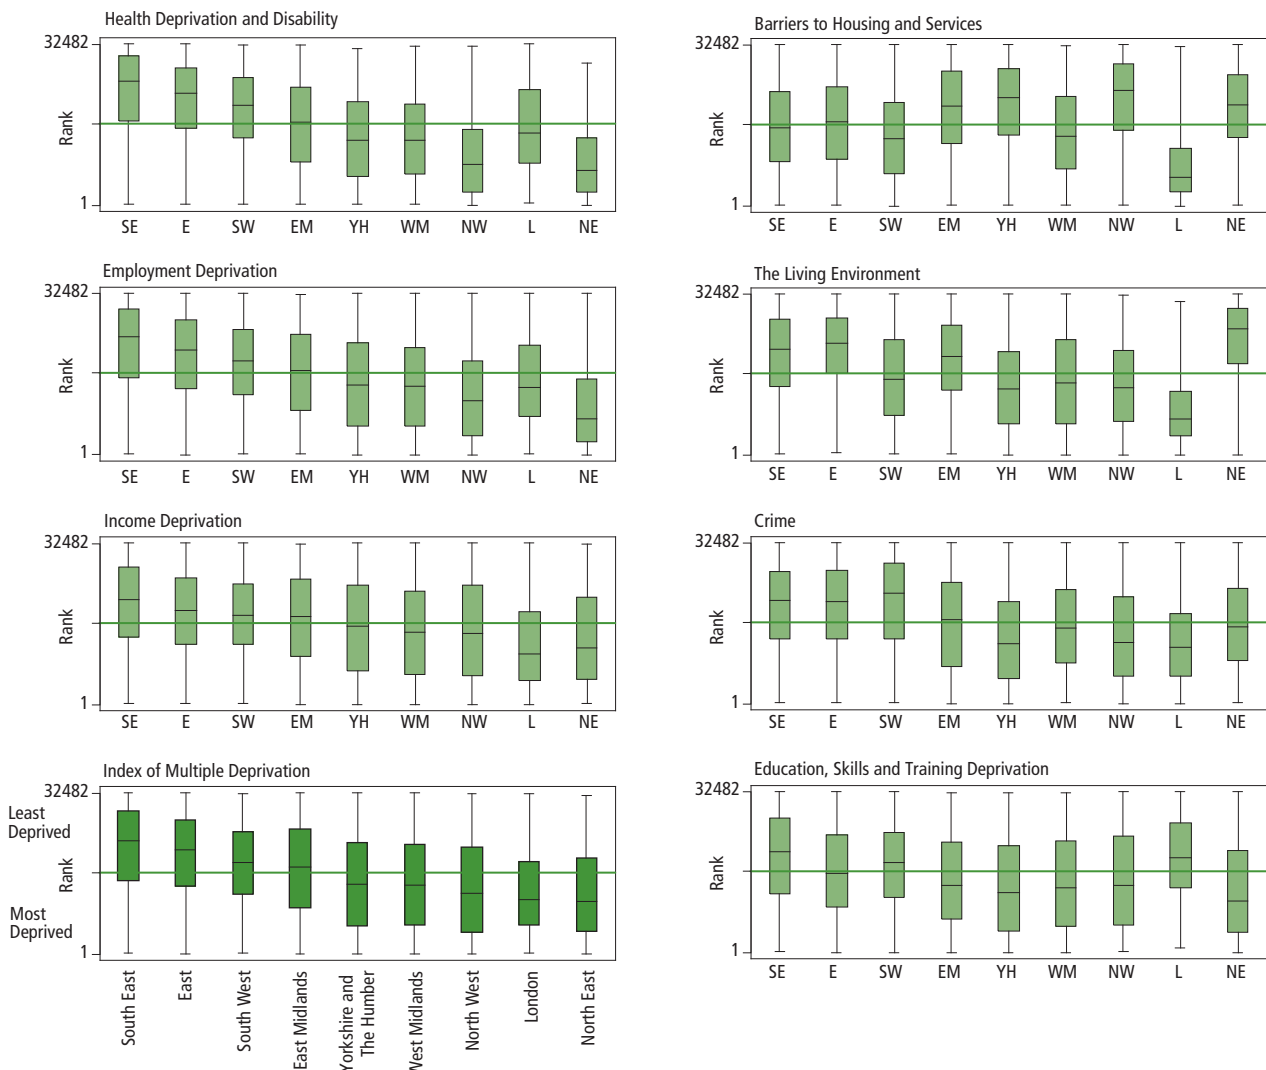 Health Deprivation and Disability
32482
Rank
1
SE E SW EM YH WM NW L NE
Barriers to Housing and Services
32482
Rank
1
SE E SW EM YH WM NW L NE
Employment Deprivation
32482
Rank
1
SE E SW EM YH WM NW L NE
The Living Environment
32482
Rank
1
SE E SW EM YH WM NW L NE
Income Deprivation
32482
Rank
1
SE E SW EM YH WM NW L NE
Crime
32482
Rank
1
SE E SW EM YH WM NW L NE
Index of Multiple Deprivation
32482
Least
Deprived
Rank
Most
Deprived
1
South East
East
South West
East Midlands
Yorkshire and
The Humber
West Midlands
North West
London
North East
Education, Skills and Training Deprivation
32482
Rank
1
SE E SW EM YH WM NW L NE